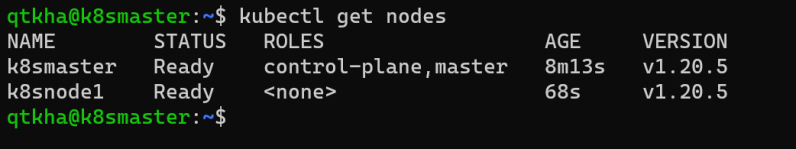 qtkha@k8smaster:~$ kubectl get nodes
NAME        STATUS   ROLES                  AGE     VERSION
k8smaster   Ready    control-plane,master   8m13s   v1.20.5
k8snode1    Ready    <none>                 68s     v1.20.5
qtkha@k8smaster:~$